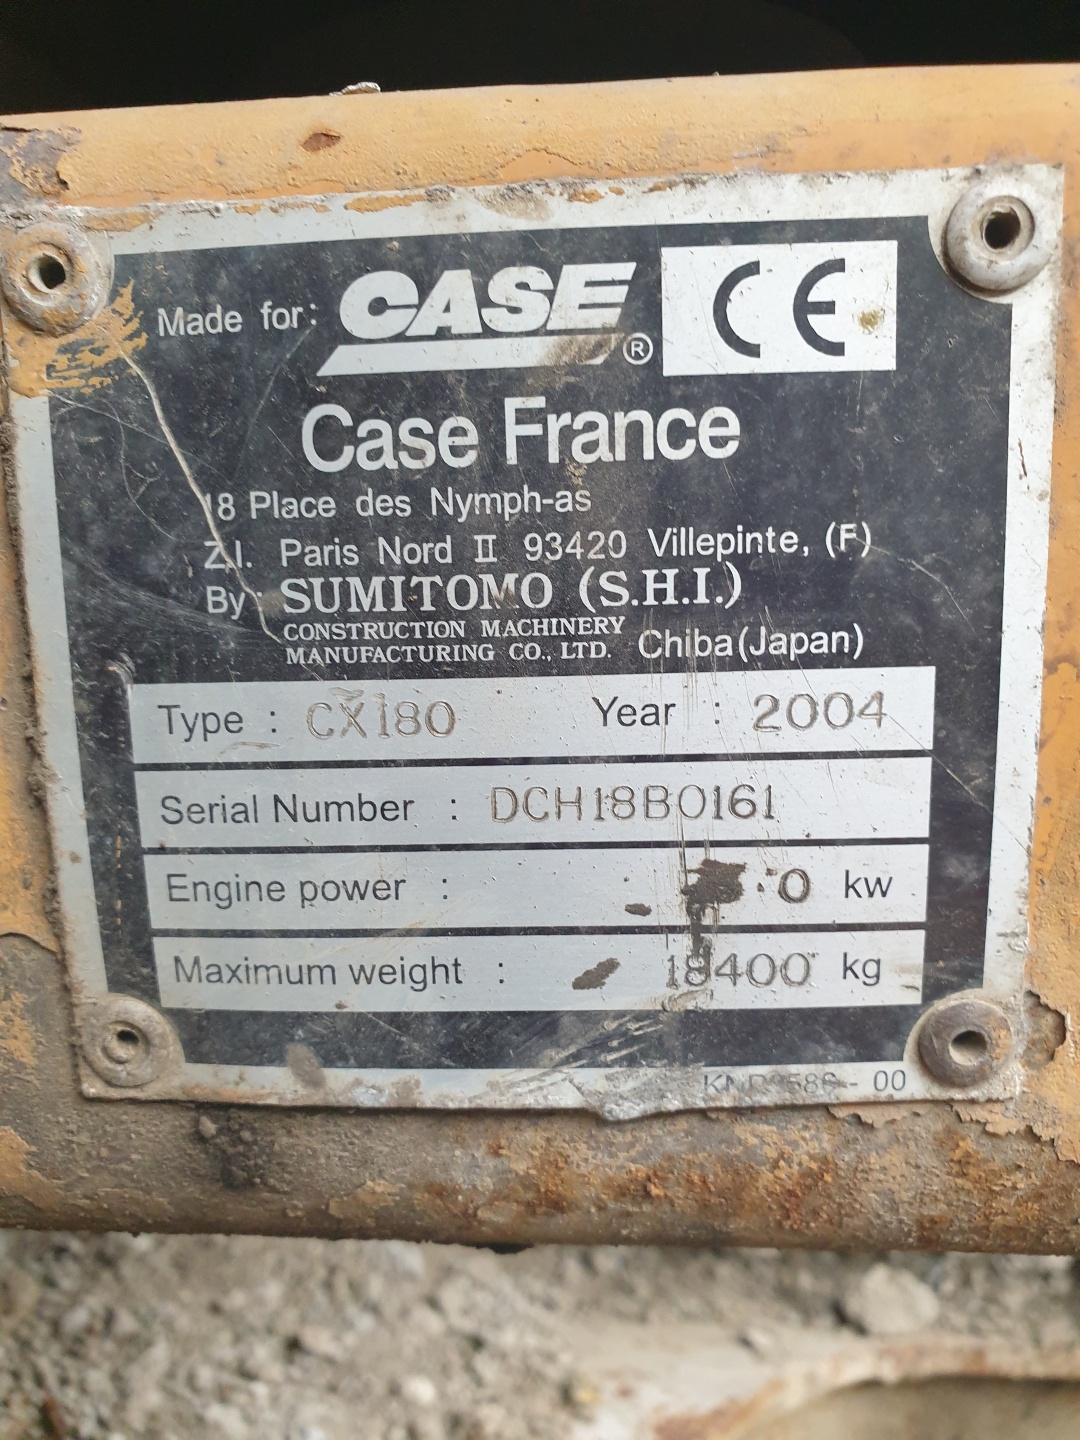 Made for: CASE ® CE
Case France
18 Place des Nymph-as
Z.I. Paris Nord II 93420 Villepinte, (F)
By: SUMITOMO (S.H.I.)
CONSTRUCTION MACHINERY
MANUFACTURING CO., LTD. Chiba (Japan)
Type : CX180 Year : 2004
Serial Number : DCH18B0161
Engine power : kw
Maximum weight : 18400 kg
- 00